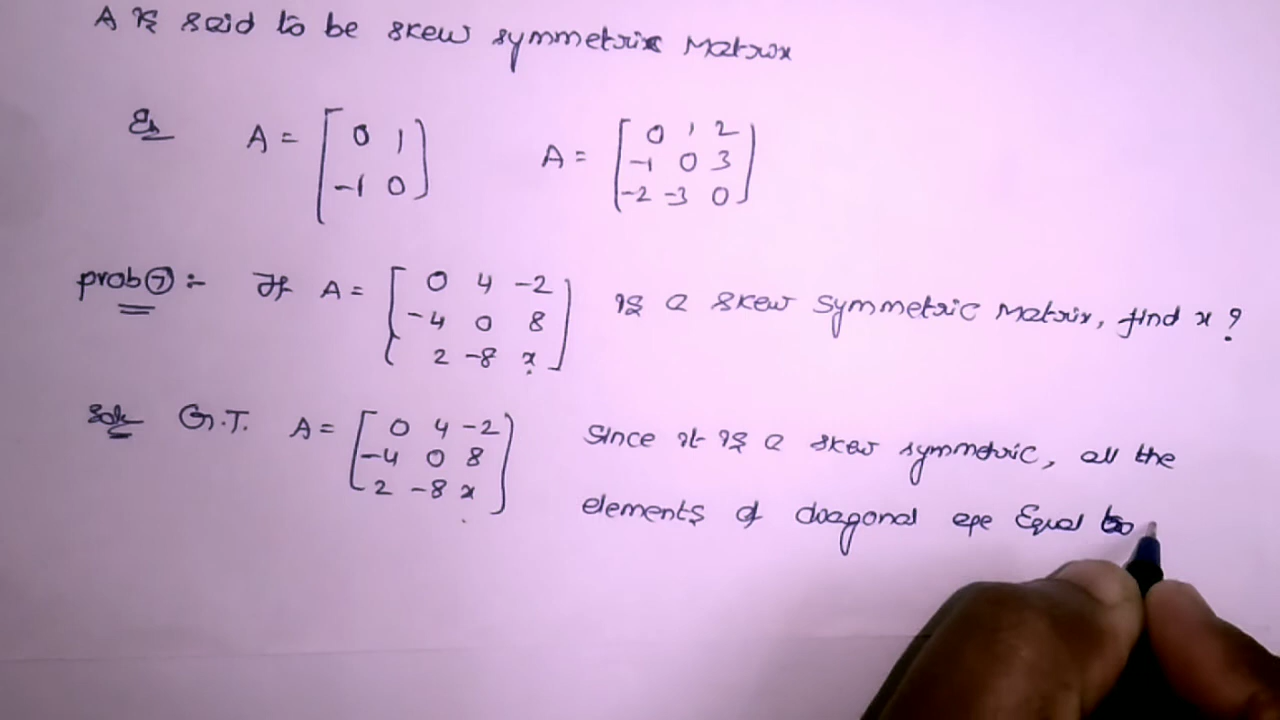 A is said to be skew symmetric Matrix
Ex A = [ 0 1 A = [ 0 1 2
-1 0 ] -1 0 3
-2 -3 0 ]
prob ⑦ :- If A = [ 0 4 -2
-4 0 8
2 -8 x ] is a skew symmetric Matrix, find x ?
Sol: G.T. A = [ 0 4 -2
-4 0 8
2 -8 x ]
Since it is a skew symmetric, all the
elements of diagonal are Equal to